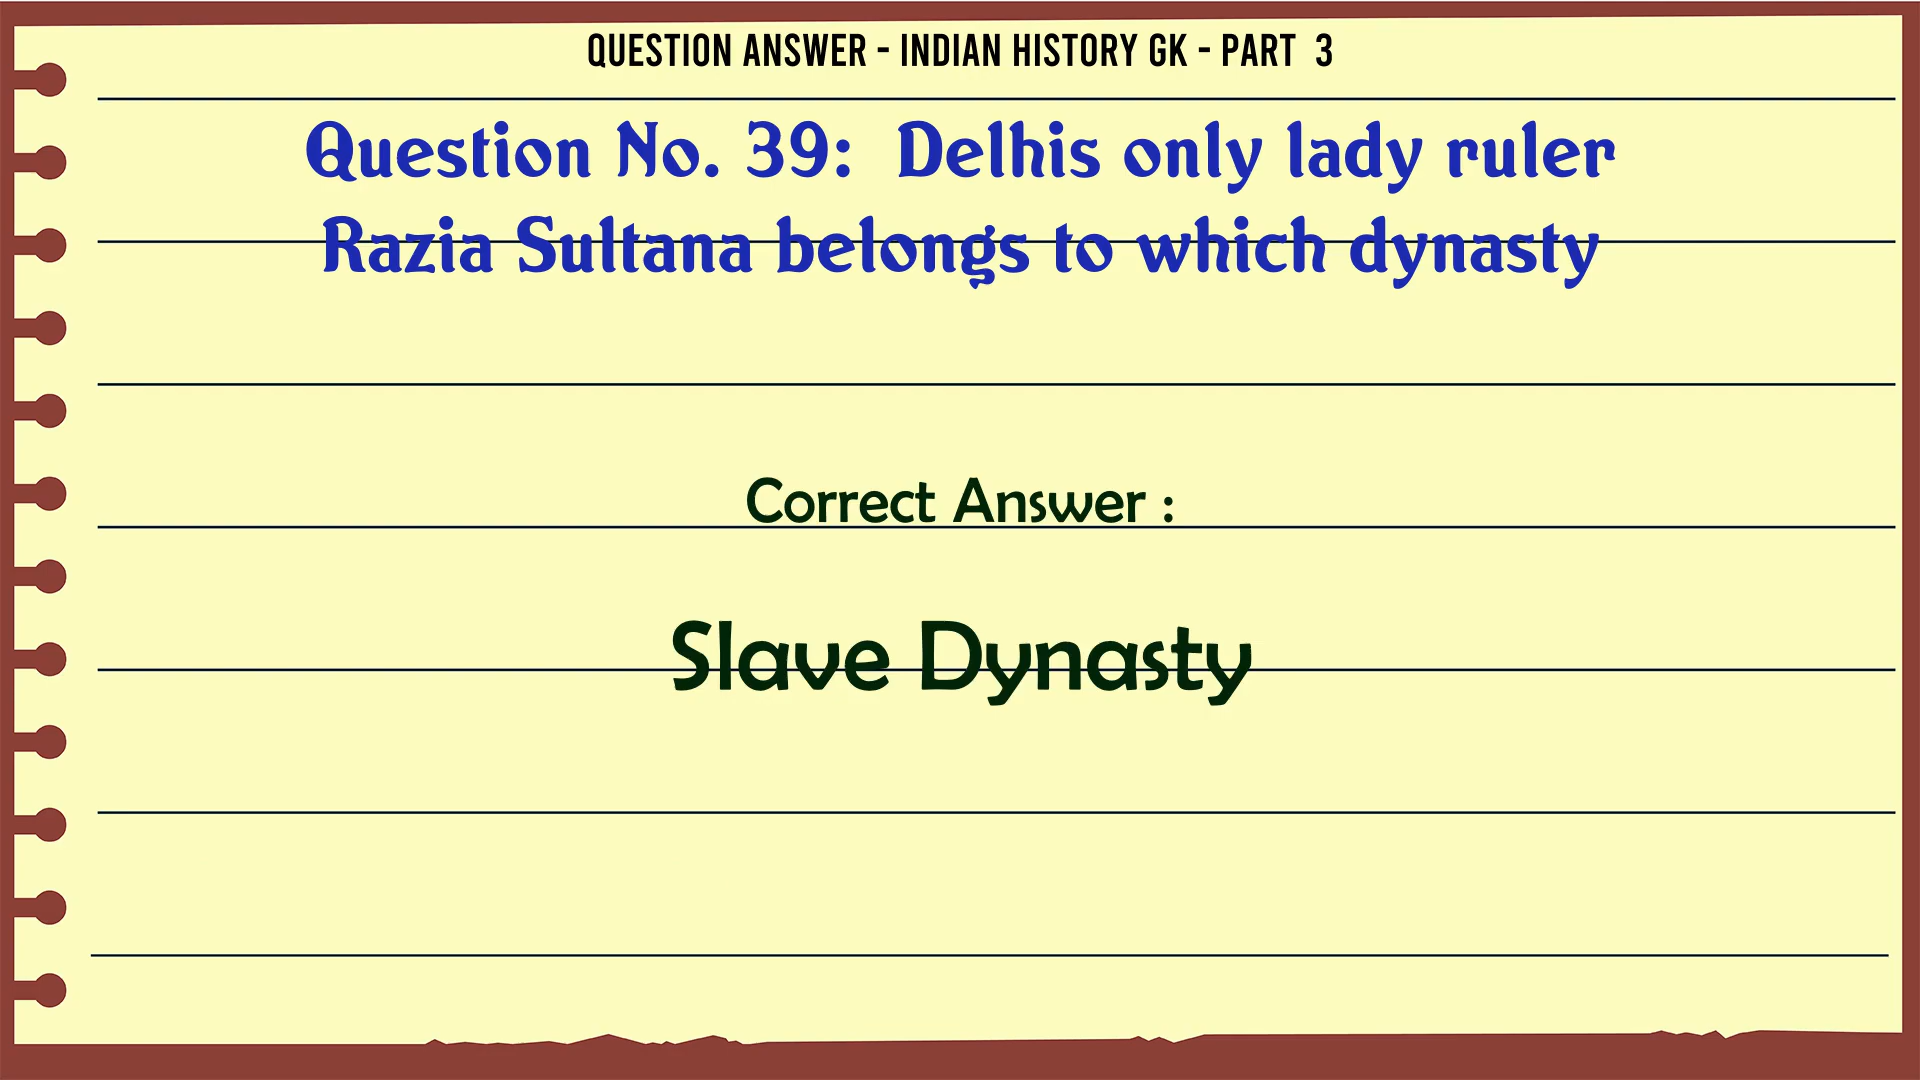 QUESTION ANSWER - INDIAN HISTORY GK - PART 3
Question No. 39: Delhis only lady ruler
Razia Sultana belongs to which dynasty
Correct Answer :
Slave Dynasty